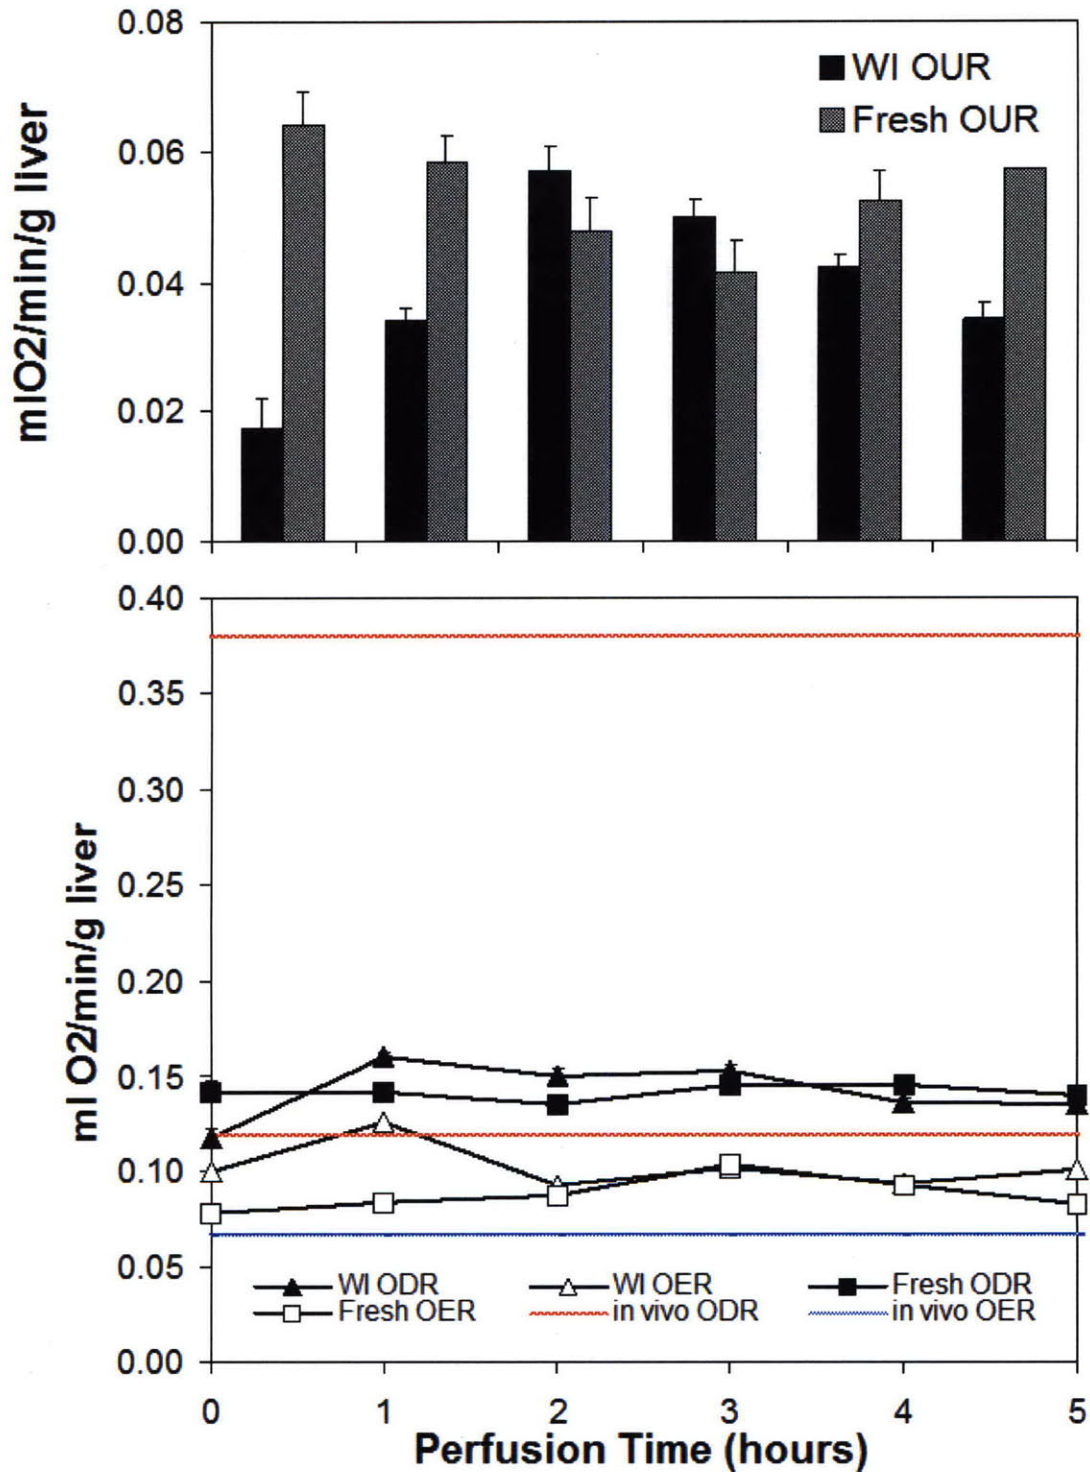 0.08
WI OUR
Fresh OUR
0.06
0.04
0.02
0.00
mlO2/min/g liver
0.40
0.35
0.30
0.25
0.20
0.15
0.10
0.05
0.00
ml O2/min/g liver
WI ODR WI OER Fresh ODR
Fresh OER in vivo ODR in vivo OER
0 1 2 3 4 5
Perfusion Time (hours)